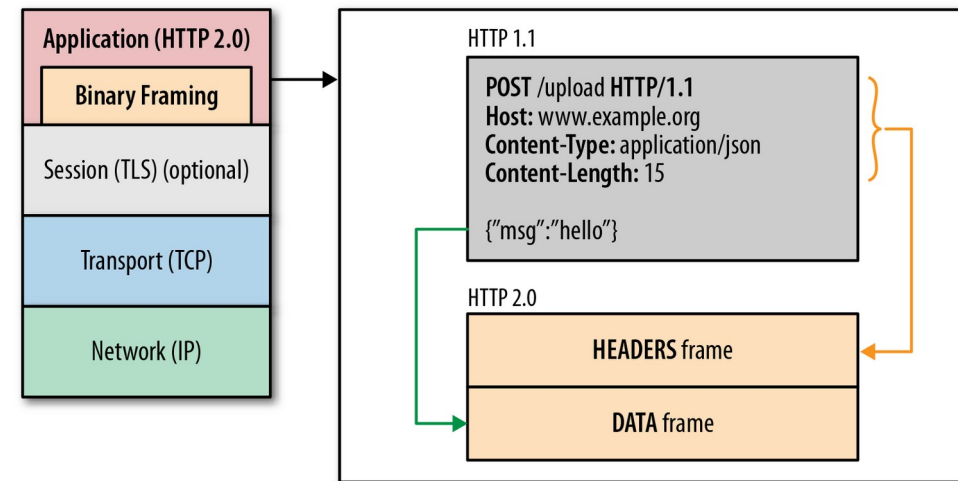 Application (HTTP 2.0)
Binary Framing
Session (TLS) (optional)
Transport (TCP)
Network (IP)
HTTP 1.1
POST /upload HTTP/1.1
Host: www.example.org
Content-Type: application/json
Content-Length: 15
{”msg”:”hello”}
HTTP 2.0
HEADERS frame
DATA frame